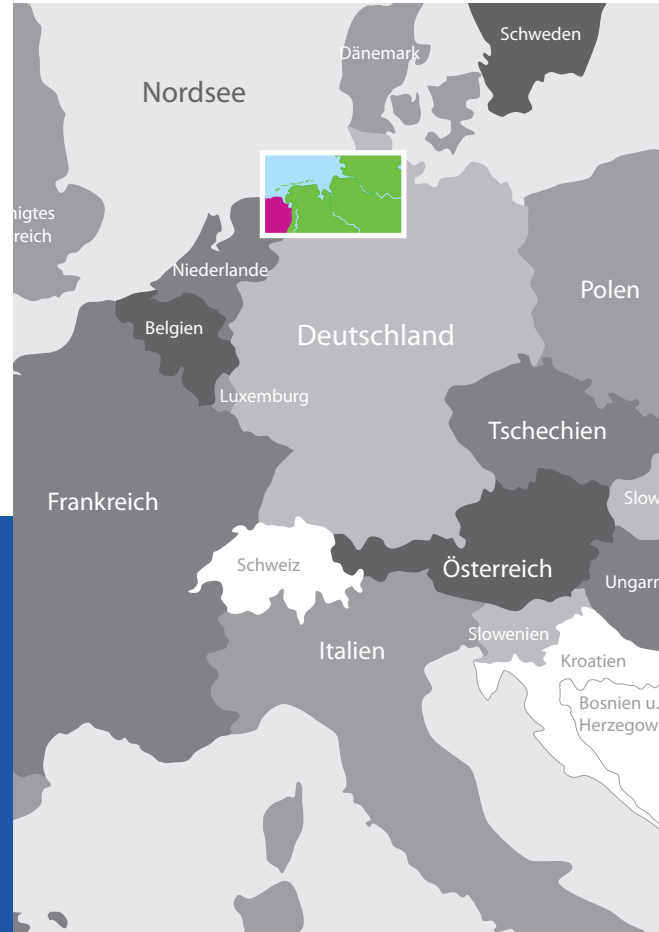 Schweden
Dänemark
Nordsee
nigtes
reich
Niederlande
Polen
Belgien
Deutschland
Luxemburg
Tschechien
Frankreich
Slow
Schweiz
Österreich
Ungarn
Slowenien
Italien
Kroatien
Bosnien u.
Herzegow